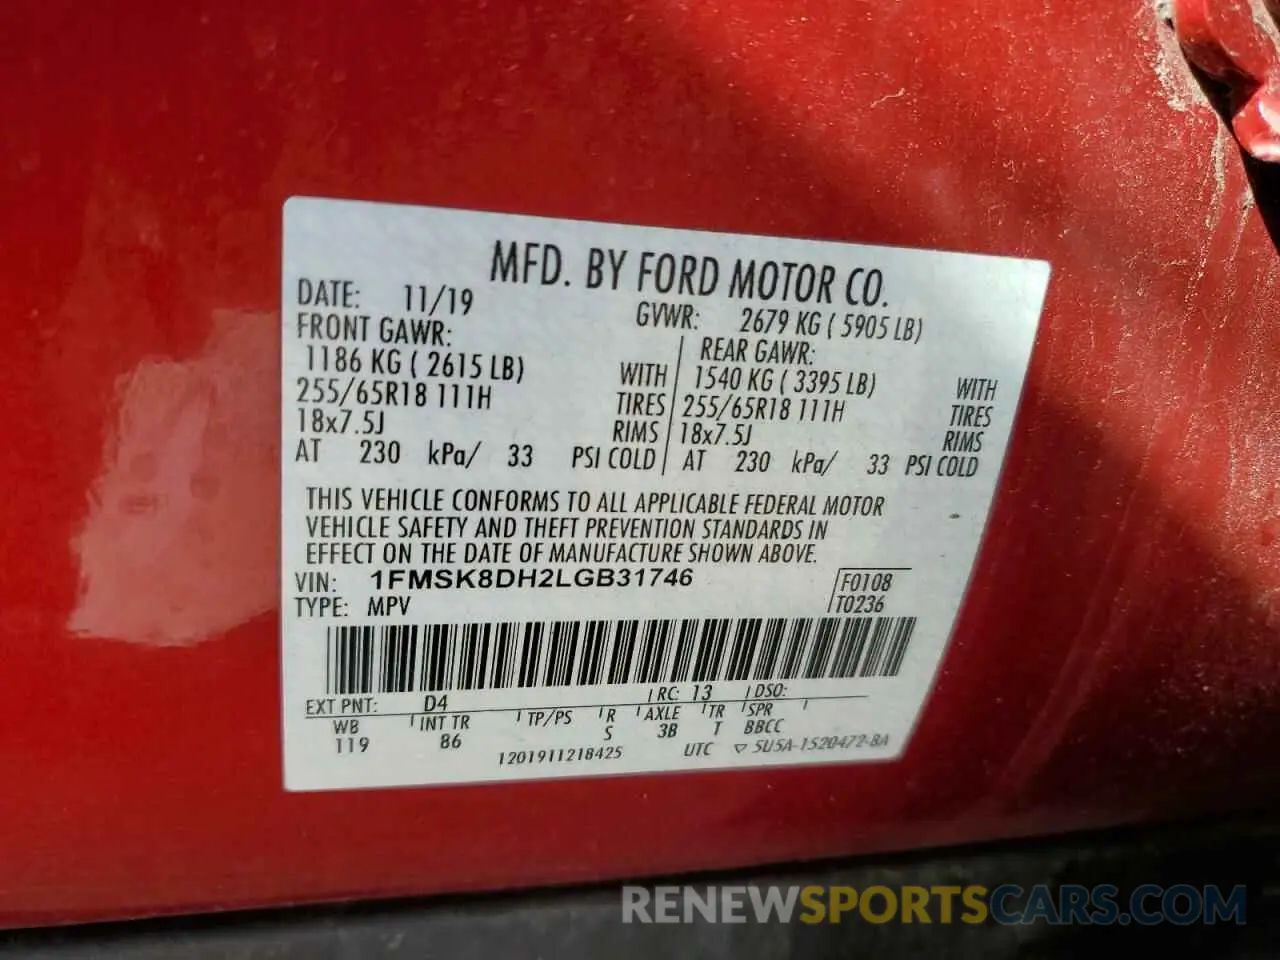 MFD. BY FORD MOTOR CO.
DATE: 11/19 GVWR: 2679 KG ( 5905 LB)
FRONT GAWR: REAR GAWR:
1186 KG ( 2615 LB) WITH 1540 KG ( 3395 LB) WITH
255/65R18 111H TIRES 255/65R18 111H TIRES
18x7.5J RIMS 18x7.5J RIMS
AT 230 kPa/ 33 PSI COLD AT 230 kPa/ 33 PSI COLD
THIS VEHICLE CONFORMS TO ALL APPLICABLE FEDERAL MOTOR
VEHICLE SAFETY AND THEFT PREVENTION STANDARDS IN
EFFECT ON THE DATE OF MANUFACTURE SHOWN ABOVE.
VIN: 1FMSK8DH2LGB31746 F0108
TYPE: MPV T0236
EXT PNT: D4 RC: 13 DSO:
WB INT TR TP/PS R AXLE TR SPR
119 86 S 3B T BBCC
1201911218425 UTC ▽ 5U5A-1520472-BA
RENEWSPORTSCARS.COM